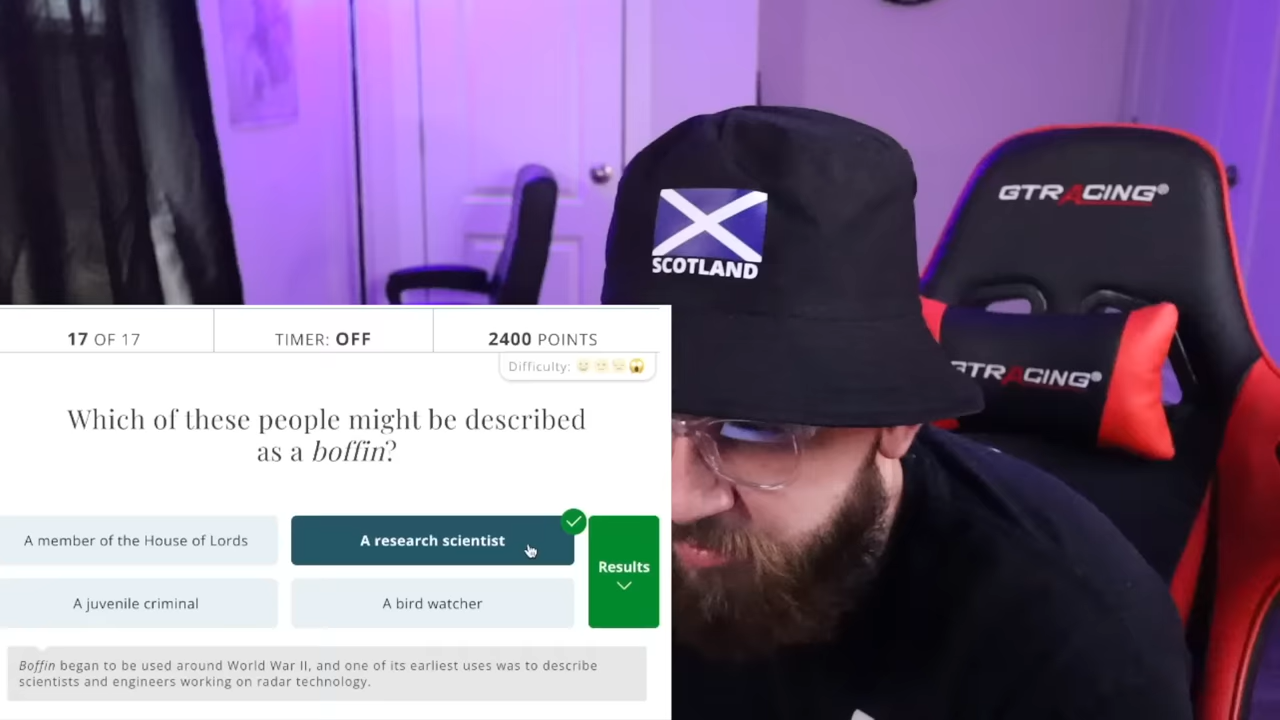 SCOTLAND
GTRACING®
GTRACING®
17 OF 17
TIMER: OFF
2400 POINTS
Difficulty:
Which of these people might be described
as a boffin?
A member of the House of Lords
A research scientist
Results
A juvenile criminal
A bird watcher
Boffin began to be used around World War II, and one of its earliest uses was to describe
scientists and engineers working on radar technology.